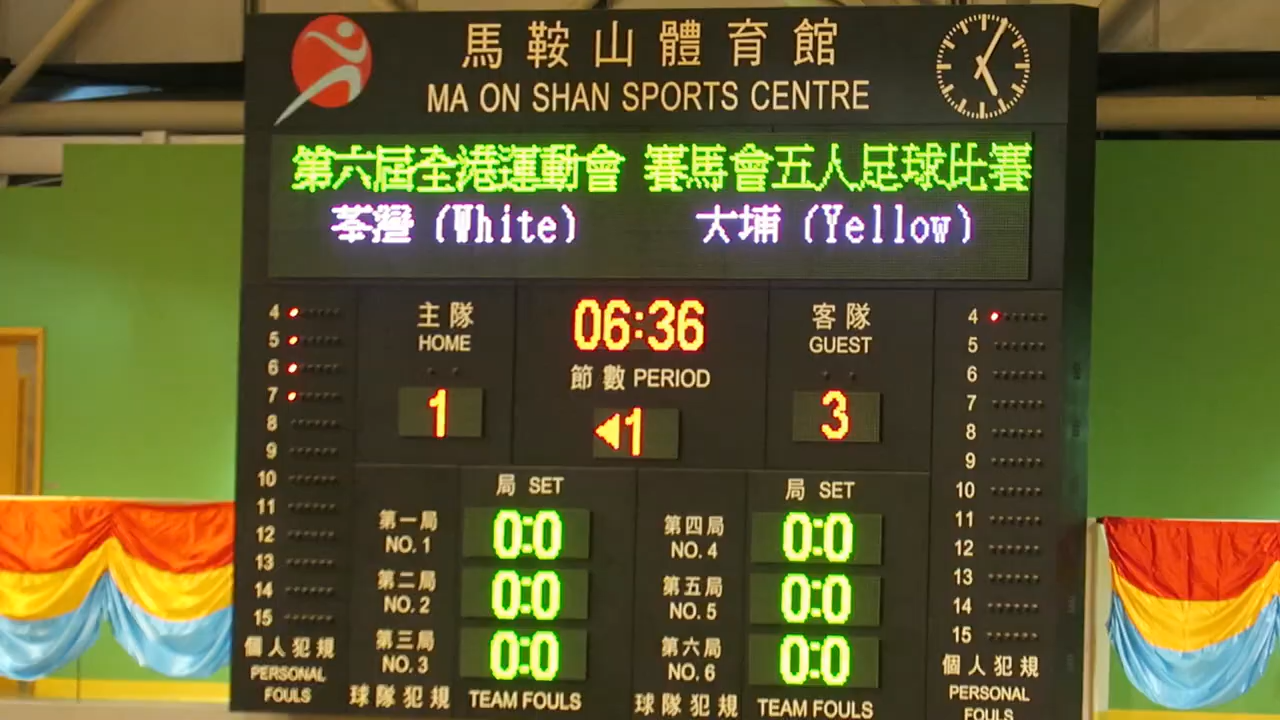 馬鞍山體育館
MA ON SHAN SPORTS CENTRE
第六屆全港運動會 賽馬會五人足球比賽
荃灣 (White) 大埔 (Yellow)
主隊 06:36 客隊
HOME GUEST
節數 PERIOD
1 ◀1 3
4
5
6
7
8
9
10
11
12
13
14
15
個人犯規
PERSONAL
FOULS
局 SET
第一局
NO. 1 0:0
第二局
NO. 2 0:0
第三局
NO. 3 0:0
球隊犯規 TEAM FOULS
局 SET
第四局
NO. 4 0:0
第五局
NO. 5 0:0
第六局
NO. 6 0:0
球隊犯規 TEAM FOULS
4
5
6
7
8
9
10
11
12
13
14
15
個人犯規
PERSONAL
FOULS